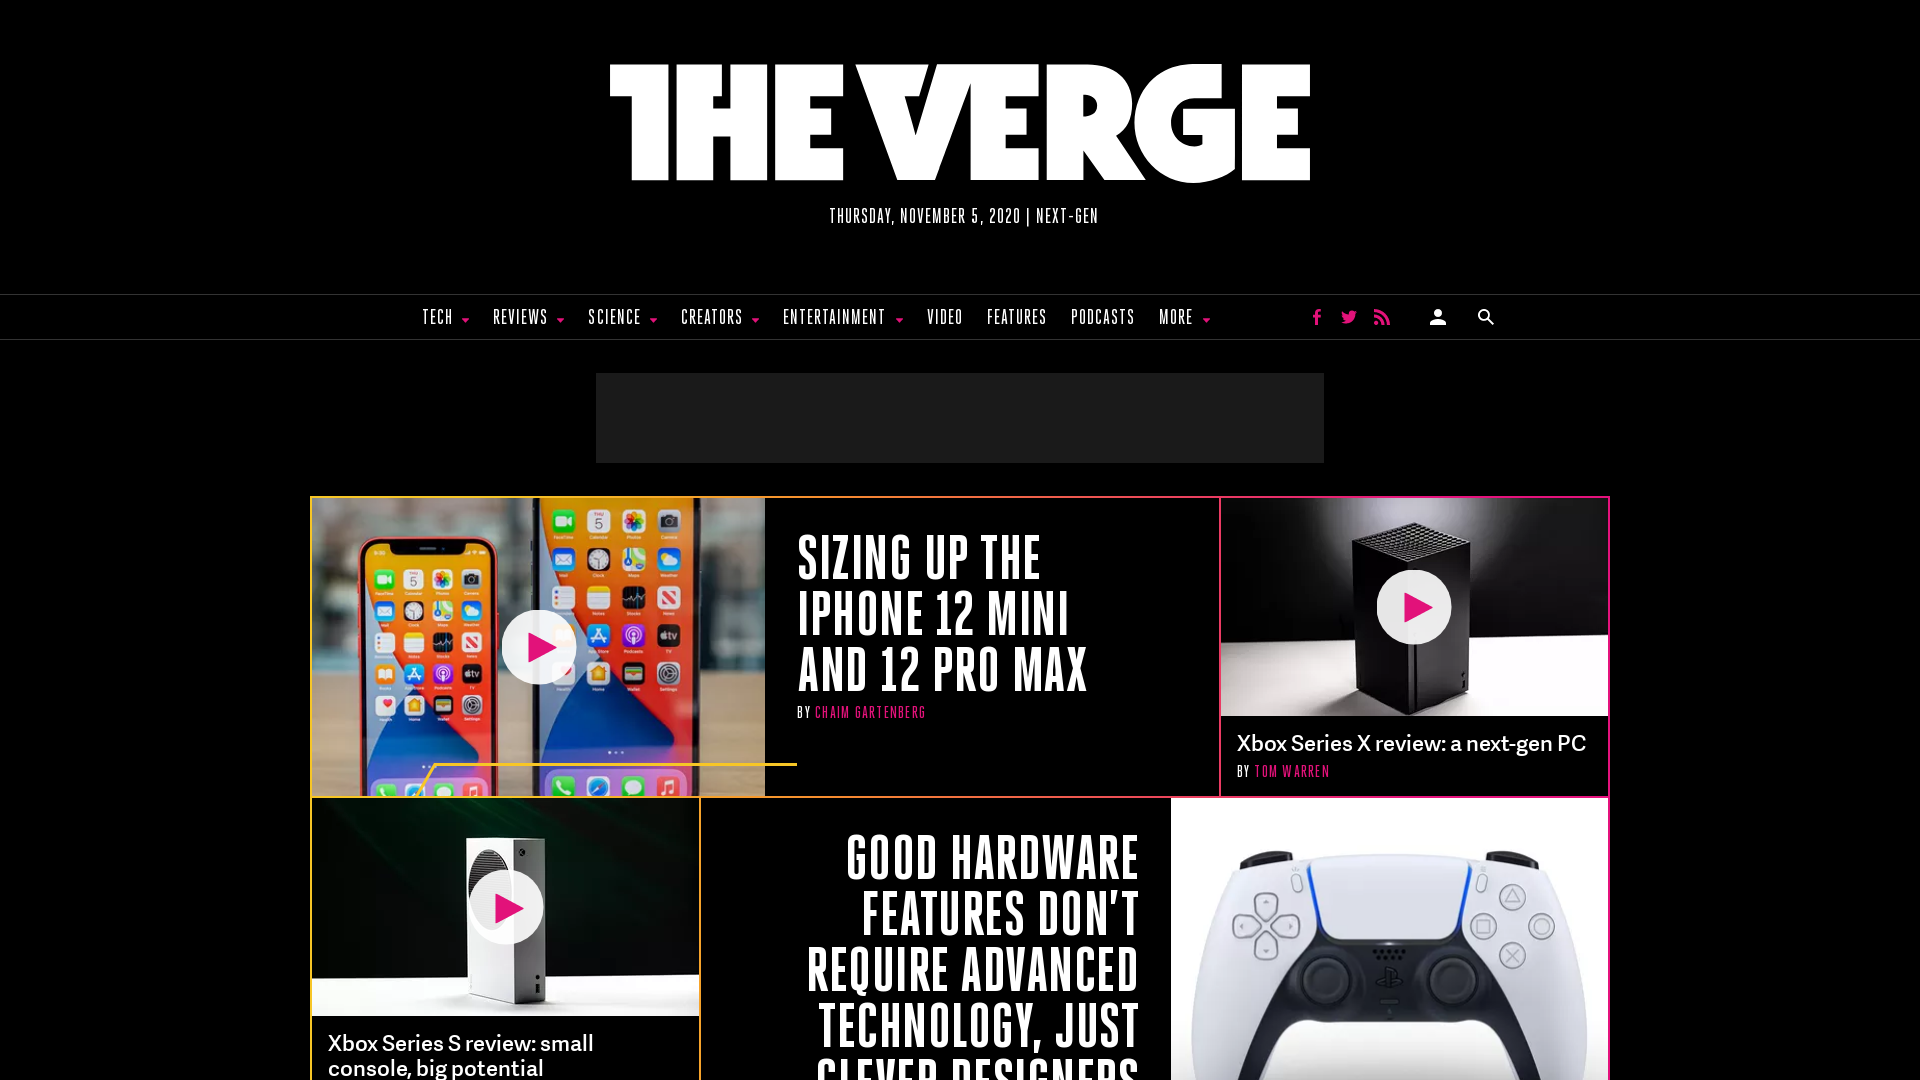 THE VERGE
THURSDAY, NOVEMBER 5, 2020 | NEXT-GEN
TECH REVIEWS SCIENCE CREATORS ENTERTAINMENT VIDEO FEATURES PODCASTS MORE
SIZING UP THE
IPHONE 12 MINI
AND 12 PRO MAX
BY CHAIM GARTENBERG
Xbox Series X review: a next-gen PC
BY TOM WARREN
GOOD HARDWARE
FEATURES DON'T
REQUIRE ADVANCED
TECHNOLOGY, JUST
CLEVER DESIGNERS
Xbox Series S review: small
console, big potential